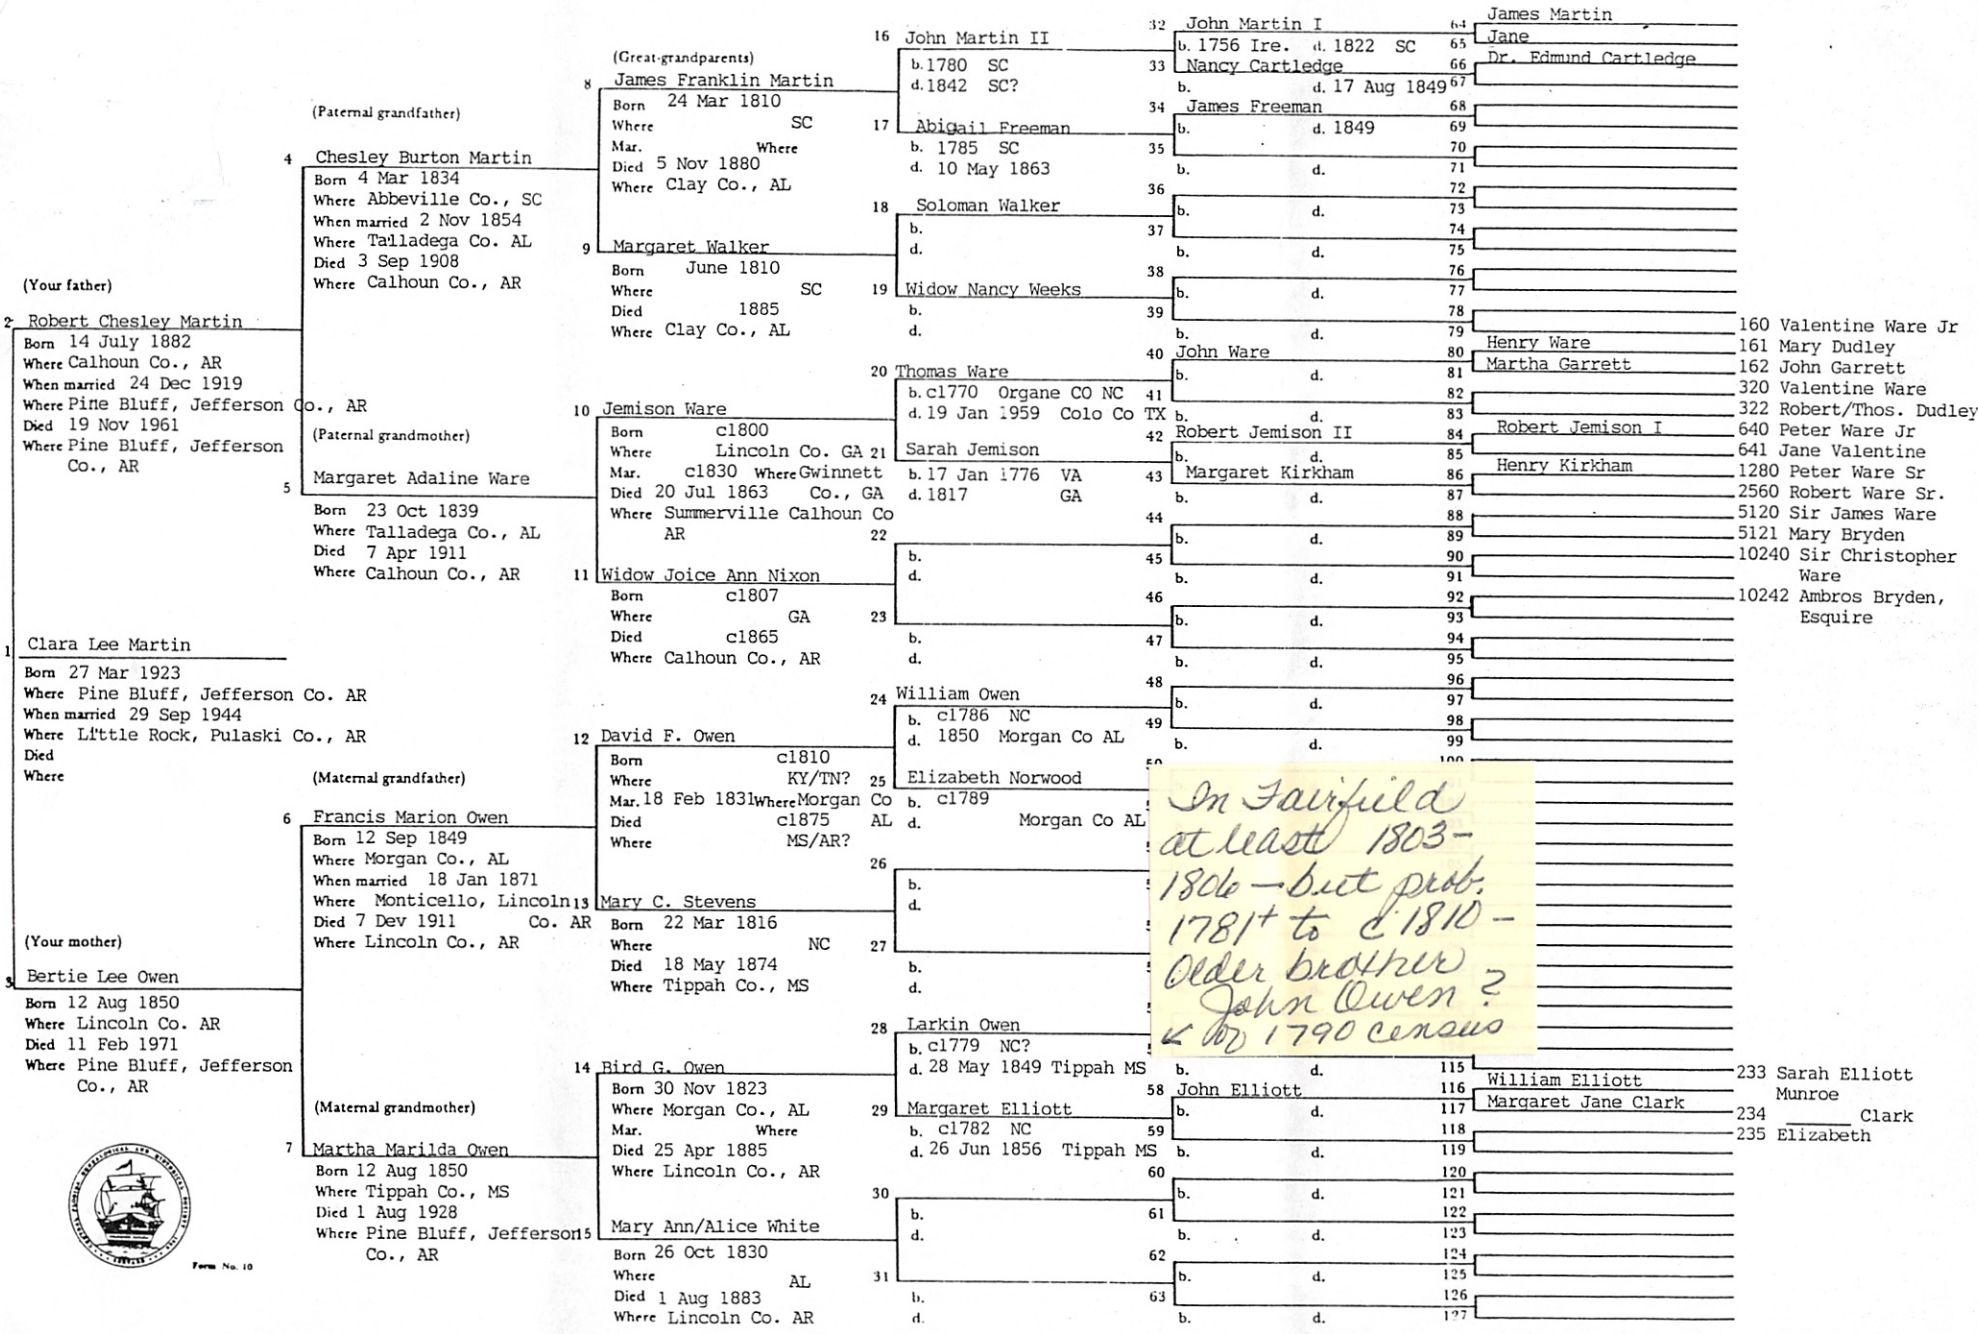 (Your father)
2 Robert Chesley Martin
Born 14 July 1882
Where Calhoun Co., AR
When married 24 Dec 1919
Where Pine Bluff, Jefferson Co., AR
Died 19 Nov 1961
Where Pine Bluff, Jefferson
Co., AR
1 Clara Lee Martin
Born 27 Mar 1923
Where Pine Bluff, Jefferson Co. AR
When married 29 Sep 1944
Where Little Rock, Pulaski Co., AR
Died
Where
(Your mother)
3 Bertie Lee Owen
Born 12 Aug 1850
Where Lincoln Co. AR
Died 11 Feb 1971
Where Pine Bluff, Jefferson
Co., AR
Form No. 10
(Paternal grandfather)
4 Chesley Burton Martin
Born 4 Mar 1834
Where Abbeville Co., SC
When married 2 Nov 1854
Where Talladega Co. AL
Died 3 Sep 1908
Where Calhoun Co., AR
(Paternal grandmother)
5 Margaret Adaline Ware
Born 23 Oct 1839
Where Talladega Co., AL
Died 7 Apr 1911
Where Calhoun Co., AR
(Maternal grandfather)
6 Francis Marion Owen
Born 12 Sep 1849
Where Morgan Co., AL
When married 18 Jan 1871
Where Monticello, Lincoln
Died 7 Dev 1911 Co. AR
Where Lincoln Co., AR
(Maternal grandmother)
7 Martha Marilda Owen
Born 12 Aug 1850
Where Tippah Co., MS
Died 1 Aug 1928
Where Pine Bluff, Jefferson
Co., AR
(Great-grandparents)
8 James Franklin Martin
Born 24 Mar 1810
Where SC
Mar. Where
Died 5 Nov 1880
Where Clay Co., AL
9 Margaret Walker
Born June 1810
Where SC
Died 1885
Where Clay Co., AL
10 Jemison Ware
Born c1800
Where Lincoln Co. GA
Mar. c1830 Where Gwinnett
Died 20 Jul 1863 Co., GA
Where Summerville Calhoun Co
AR
11 Widow Joice Ann Nixon
Born c1807
Where GA
Died c1865
Where Calhoun Co., AR
12 David F. Owen
Born c1810
Where KY/TN?
Mar. 18 Feb 1831 Where Morgan Co
Died c1875 AL
Where MS/AR?
13 Mary C. Stevens
Born 22 Mar 1816
Where NC
Died 18 May 1874
Where Tippah Co., MS
14 Bird G. Owen
Born 30 Nov 1823
Where Morgan Co., AL
Mar. Where
Died 25 Apr 1885
Where Lincoln Co., AR
15 Mary Ann/Alice White
Born 26 Oct 1830
Where AL
Died 1 Aug 1883
Where Lincoln Co. AR
16 John Martin II
b. 1780 SC
d. 1842 SC?
17 Abigail Freeman
b. 1785 SC
d. 10 May 1863
18 Soloman Walker
b.
d.
19 Widow Nancy Weeks
b.
d.
20 Thomas Ware
b. c1770 Organe CO NC
d. 19 Jan 1959 Colo Co TX
21 Sarah Jemison
b. 17 Jan 1776 VA
d. 1817 GA
22
b.
d.
23
b.
d.
24 William Owen
b. c1786 NC
d. 1850 Morgan Co AL
25 Elizabeth Norwood
b. c1789
d. Morgan Co AL
26
b.
d.
27
b.
d.
28 Larkin Owen
b. c1779 NC?
d. 28 May 1849 Tippah MS
29 Margaret Elliott
b. c1782 NC
d. 26 Jun 1856 Tippah MS
30
b.
d.
31
b.
d.
32 John Martin I
b. 1756 Ire. d. 1822 SC
33 Nancy Cartledge
b. d. 17 Aug 1849
34 James Freeman
b. d. 1849
35
b. d.
36
b. d.
37
b. d.
38
b. d.
39
b. d.
40 John Ware
b. d.
41
b. d.
42 Robert Jemison II
b. d.
43 Margaret Kirkham
b. d.
44
b. d.
45
b. d.
46
b. d.
47
b. d.
48
b. d.
49
b. d.
In Fairfield
at least 1803-
1806 – but prob.
1781+ to c 1810 –
Older brother
John Owen?
1790 census
b. d.
58 John Elliott
b. d.
59
b. d.
60
b. d.
61
b. d.
62
b. d.
63
b. d.
64 James Martin
65 Jane
66 Dr. Edmund Cartledge
67
68
69
70
71
72
73
74
75
76
77
78
79
80 Henry Ware
81 Martha Garrett
82
83
84 Robert Jemison I
85
86 Henry Kirkham
87
88
89
90
91
92
93
94
95
96
97
98
99
100
115
116 William Elliott
117 Margaret Jane Clark
118
119
120
121
122
123
124
125
126
127
160 Valentine Ware Jr
161 Mary Dudley
162 John Garrett
320 Valentine Ware
322 Robert/Thos. Dudley
640 Peter Ware Jr
641 Jane Valentine
1280 Peter Ware Sr
2560 Robert Ware Sr.
5120 Sir James Ware
5121 Mary Bryden
10240 Sir Christopher
Ware
10242 Ambros Bryden,
Esquire
233 Sarah Elliott
Munroe
234 ______ Clark
235 Elizabeth